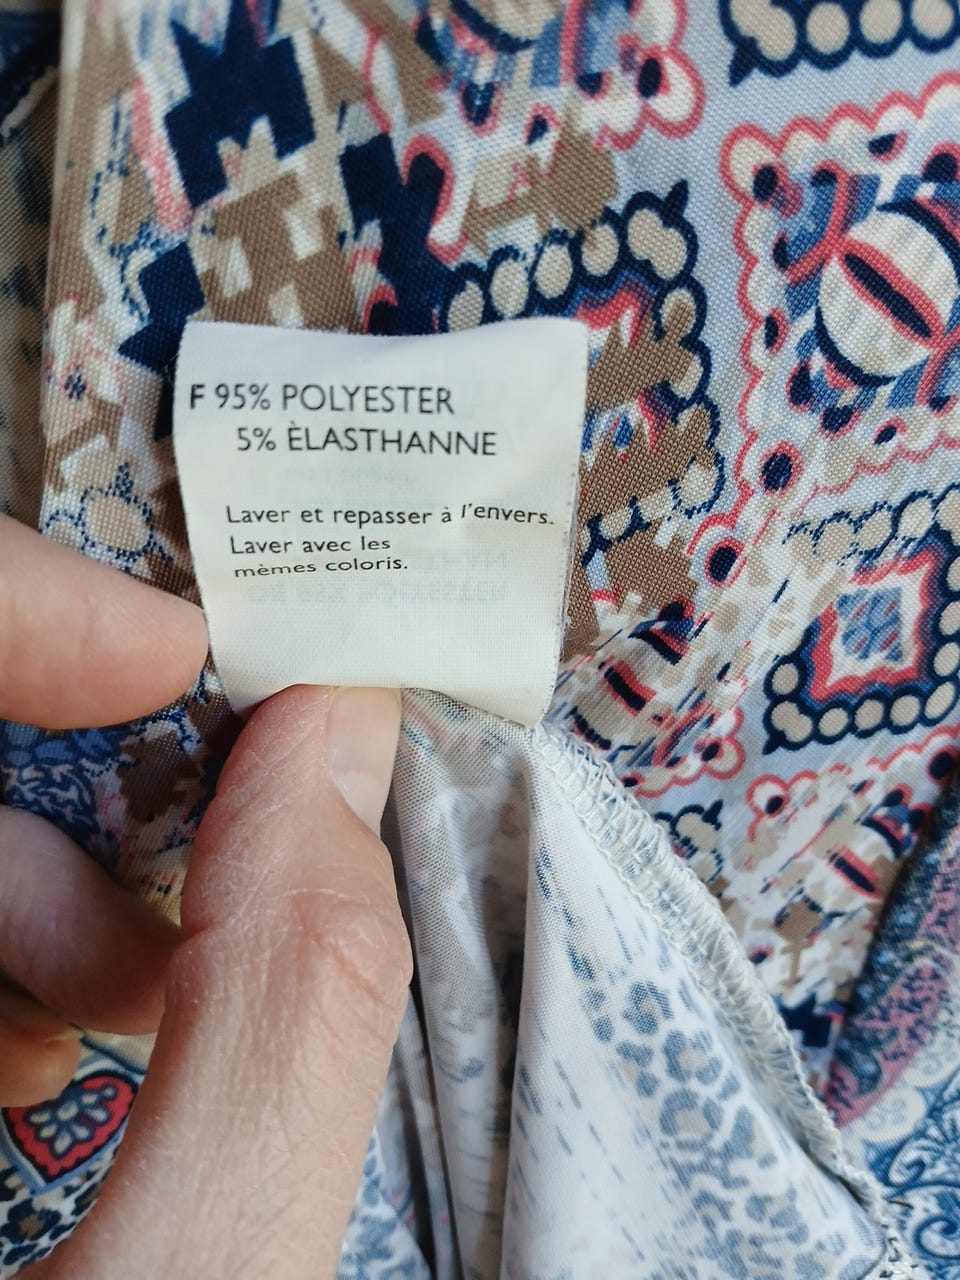 F 95% POLYESTER
5% ÈLASTHANNE
Laver et repasser à l'envers.
Laver avec les
mèmes coloris.